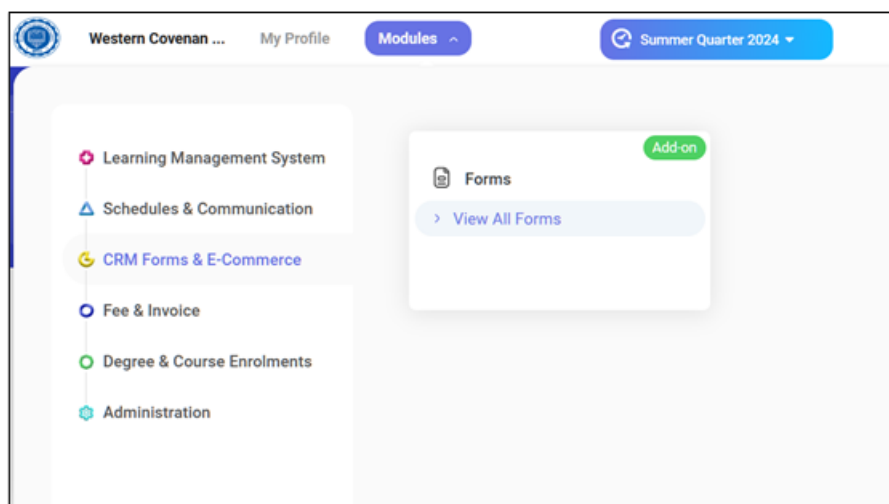 Western Covenan ... My Profile Modules Summer Quarter 2024
Learning Management System
Schedules & Communication
CRM Forms & E-Commerce
Fee & Invoice
Degree & Course Enrolments
Administration
Add-on
Forms
View All Forms